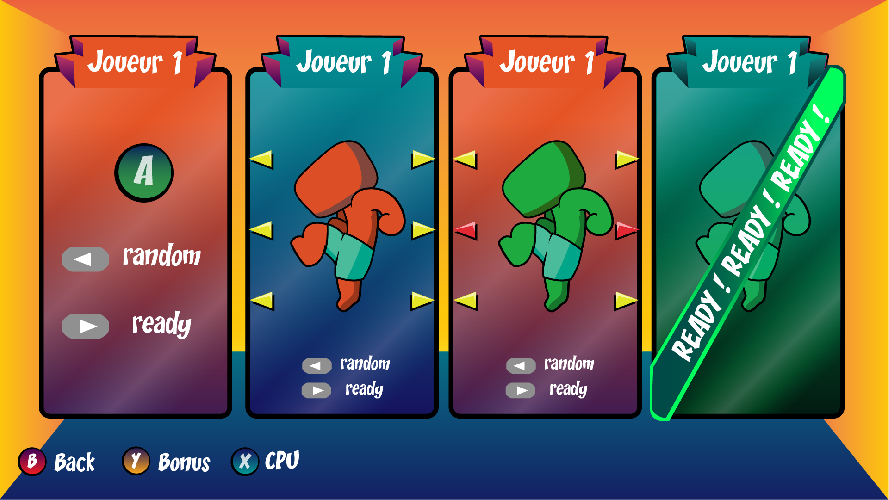 Joueur 1
A
random
ready
Joueur 1
random
ready
Joueur 1
random
ready
Joueur 1
READY ! READY ! READY !
B Back
Y Bonus
X CPU